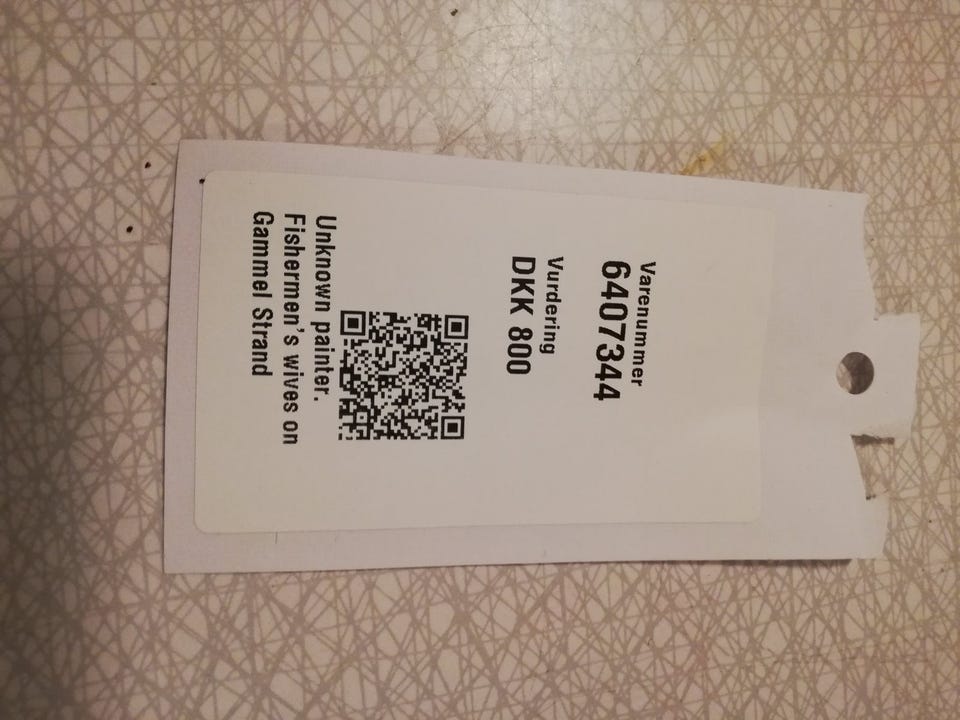 Varenummer
6407344
Vurdering
DKK 800
Unknown painter.
Fishermen's wives on
Gammel Strand